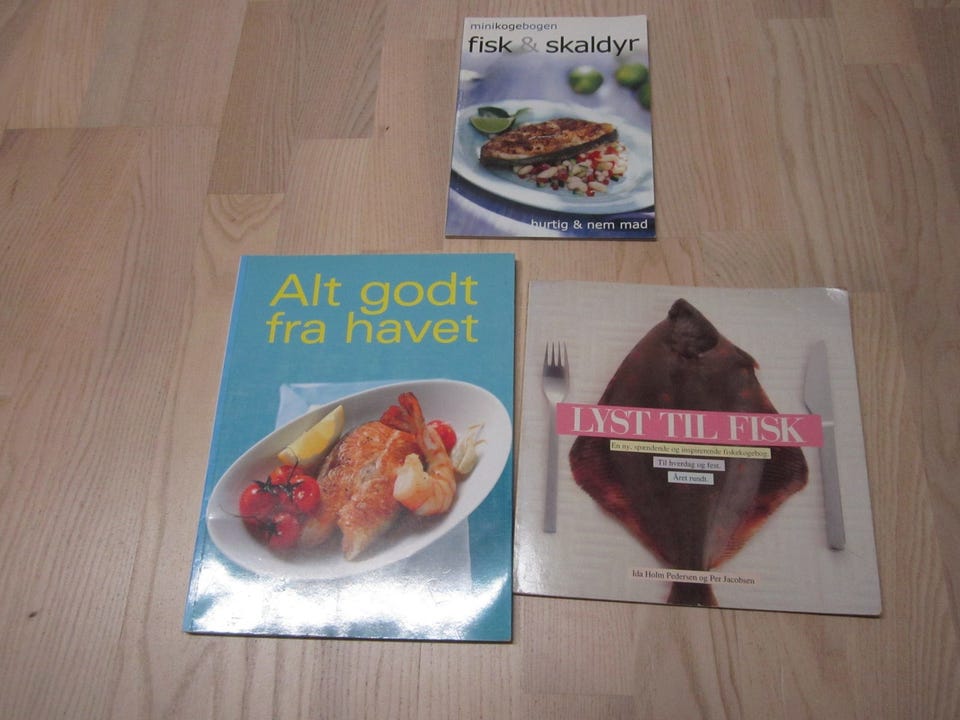 minikogebogen
fisk & skaldyr
hurtig & nem mad
Alt godt
fra havet
LYST TIL FISK
En ny, spændende og inspirerende fiskekogebog.
Til hverdag og fest.
Året rundt.
Ida Holm Pedersen og Per Jacobsen